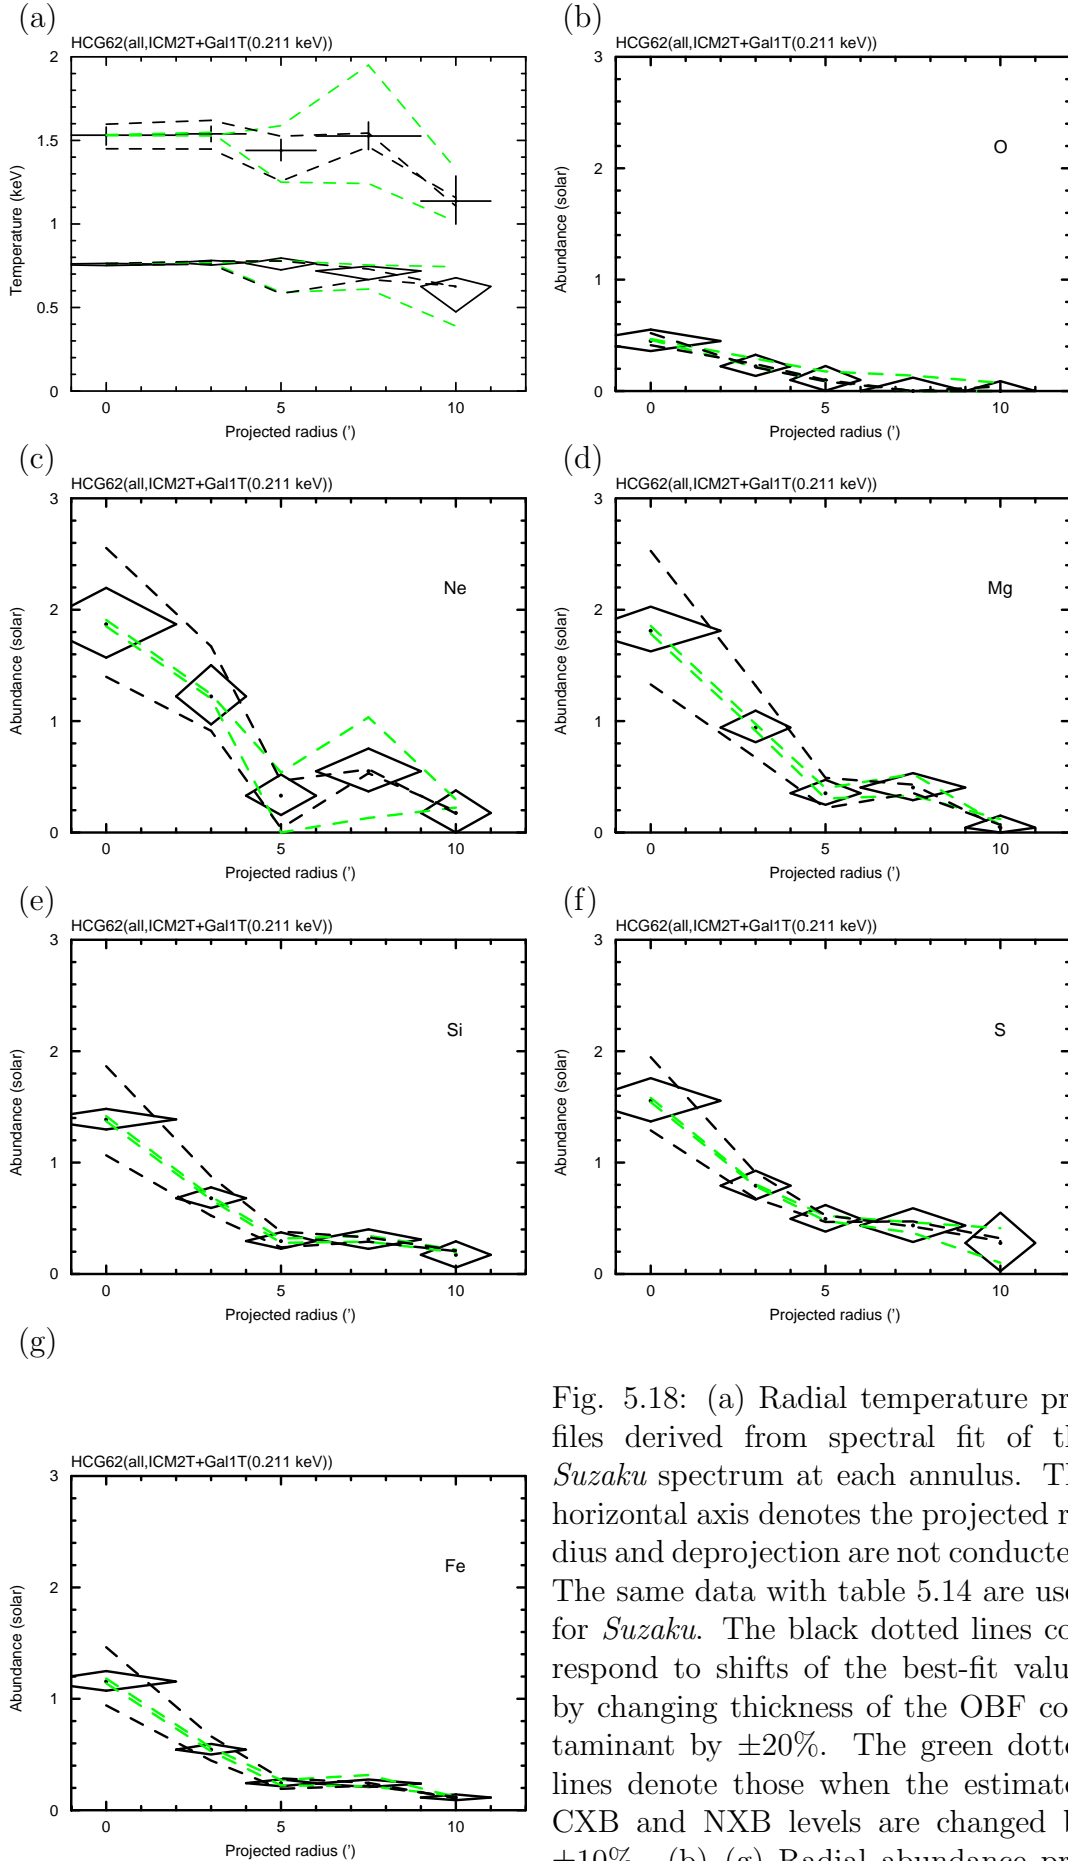 (a)
HCG62(all,ICM2T+Gal1T(0.211 keV))
Temperature (keV)
2
1.5
1
0.5
0
0 5 10
Projected radius (')
(b)
HCG62(all,ICM2T+Gal1T(0.211 keV))
Abundance (solar)
3
2
1
0
O
0 5 10
Projected radius (')
(c)
HCG62(all,ICM2T+Gal1T(0.211 keV))
Abundance (solar)
3
2
1
0
Ne
0 5 10
Projected radius (')
(d)
HCG62(all,ICM2T+Gal1T(0.211 keV))
Abundance (solar)
3
2
1
0
Mg
0 5 10
Projected radius (')
(e)
HCG62(all,ICM2T+Gal1T(0.211 keV))
Abundance (solar)
3
2
1
0
Si
0 5 10
Projected radius (')
(f)
HCG62(all,ICM2T+Gal1T(0.211 keV))
Abundance (solar)
3
2
1
0
S
0 5 10
Projected radius (')
(g)
HCG62(all,ICM2T+Gal1T(0.211 keV))
Abundance (solar)
3
2
1
0
Fe
0 5 10
Projected radius (')
Fig. 5.18: (a) Radial temperature pr
files derived from spectral fit of th
Suzaku spectrum at each annulus. Th
horizontal axis denotes the projected r
dius and deprojection are not conducte
The same data with table 5.14 are use
for Suzaku. The black dotted lines co
respond to shifts of the best-fit valu
by changing thickness of the OBF co
taminant by ±20%. The green dotte
lines denote those when the estimate
CXB and NXB levels are changed b
±10%. (b)-(g) Radial abundance pr